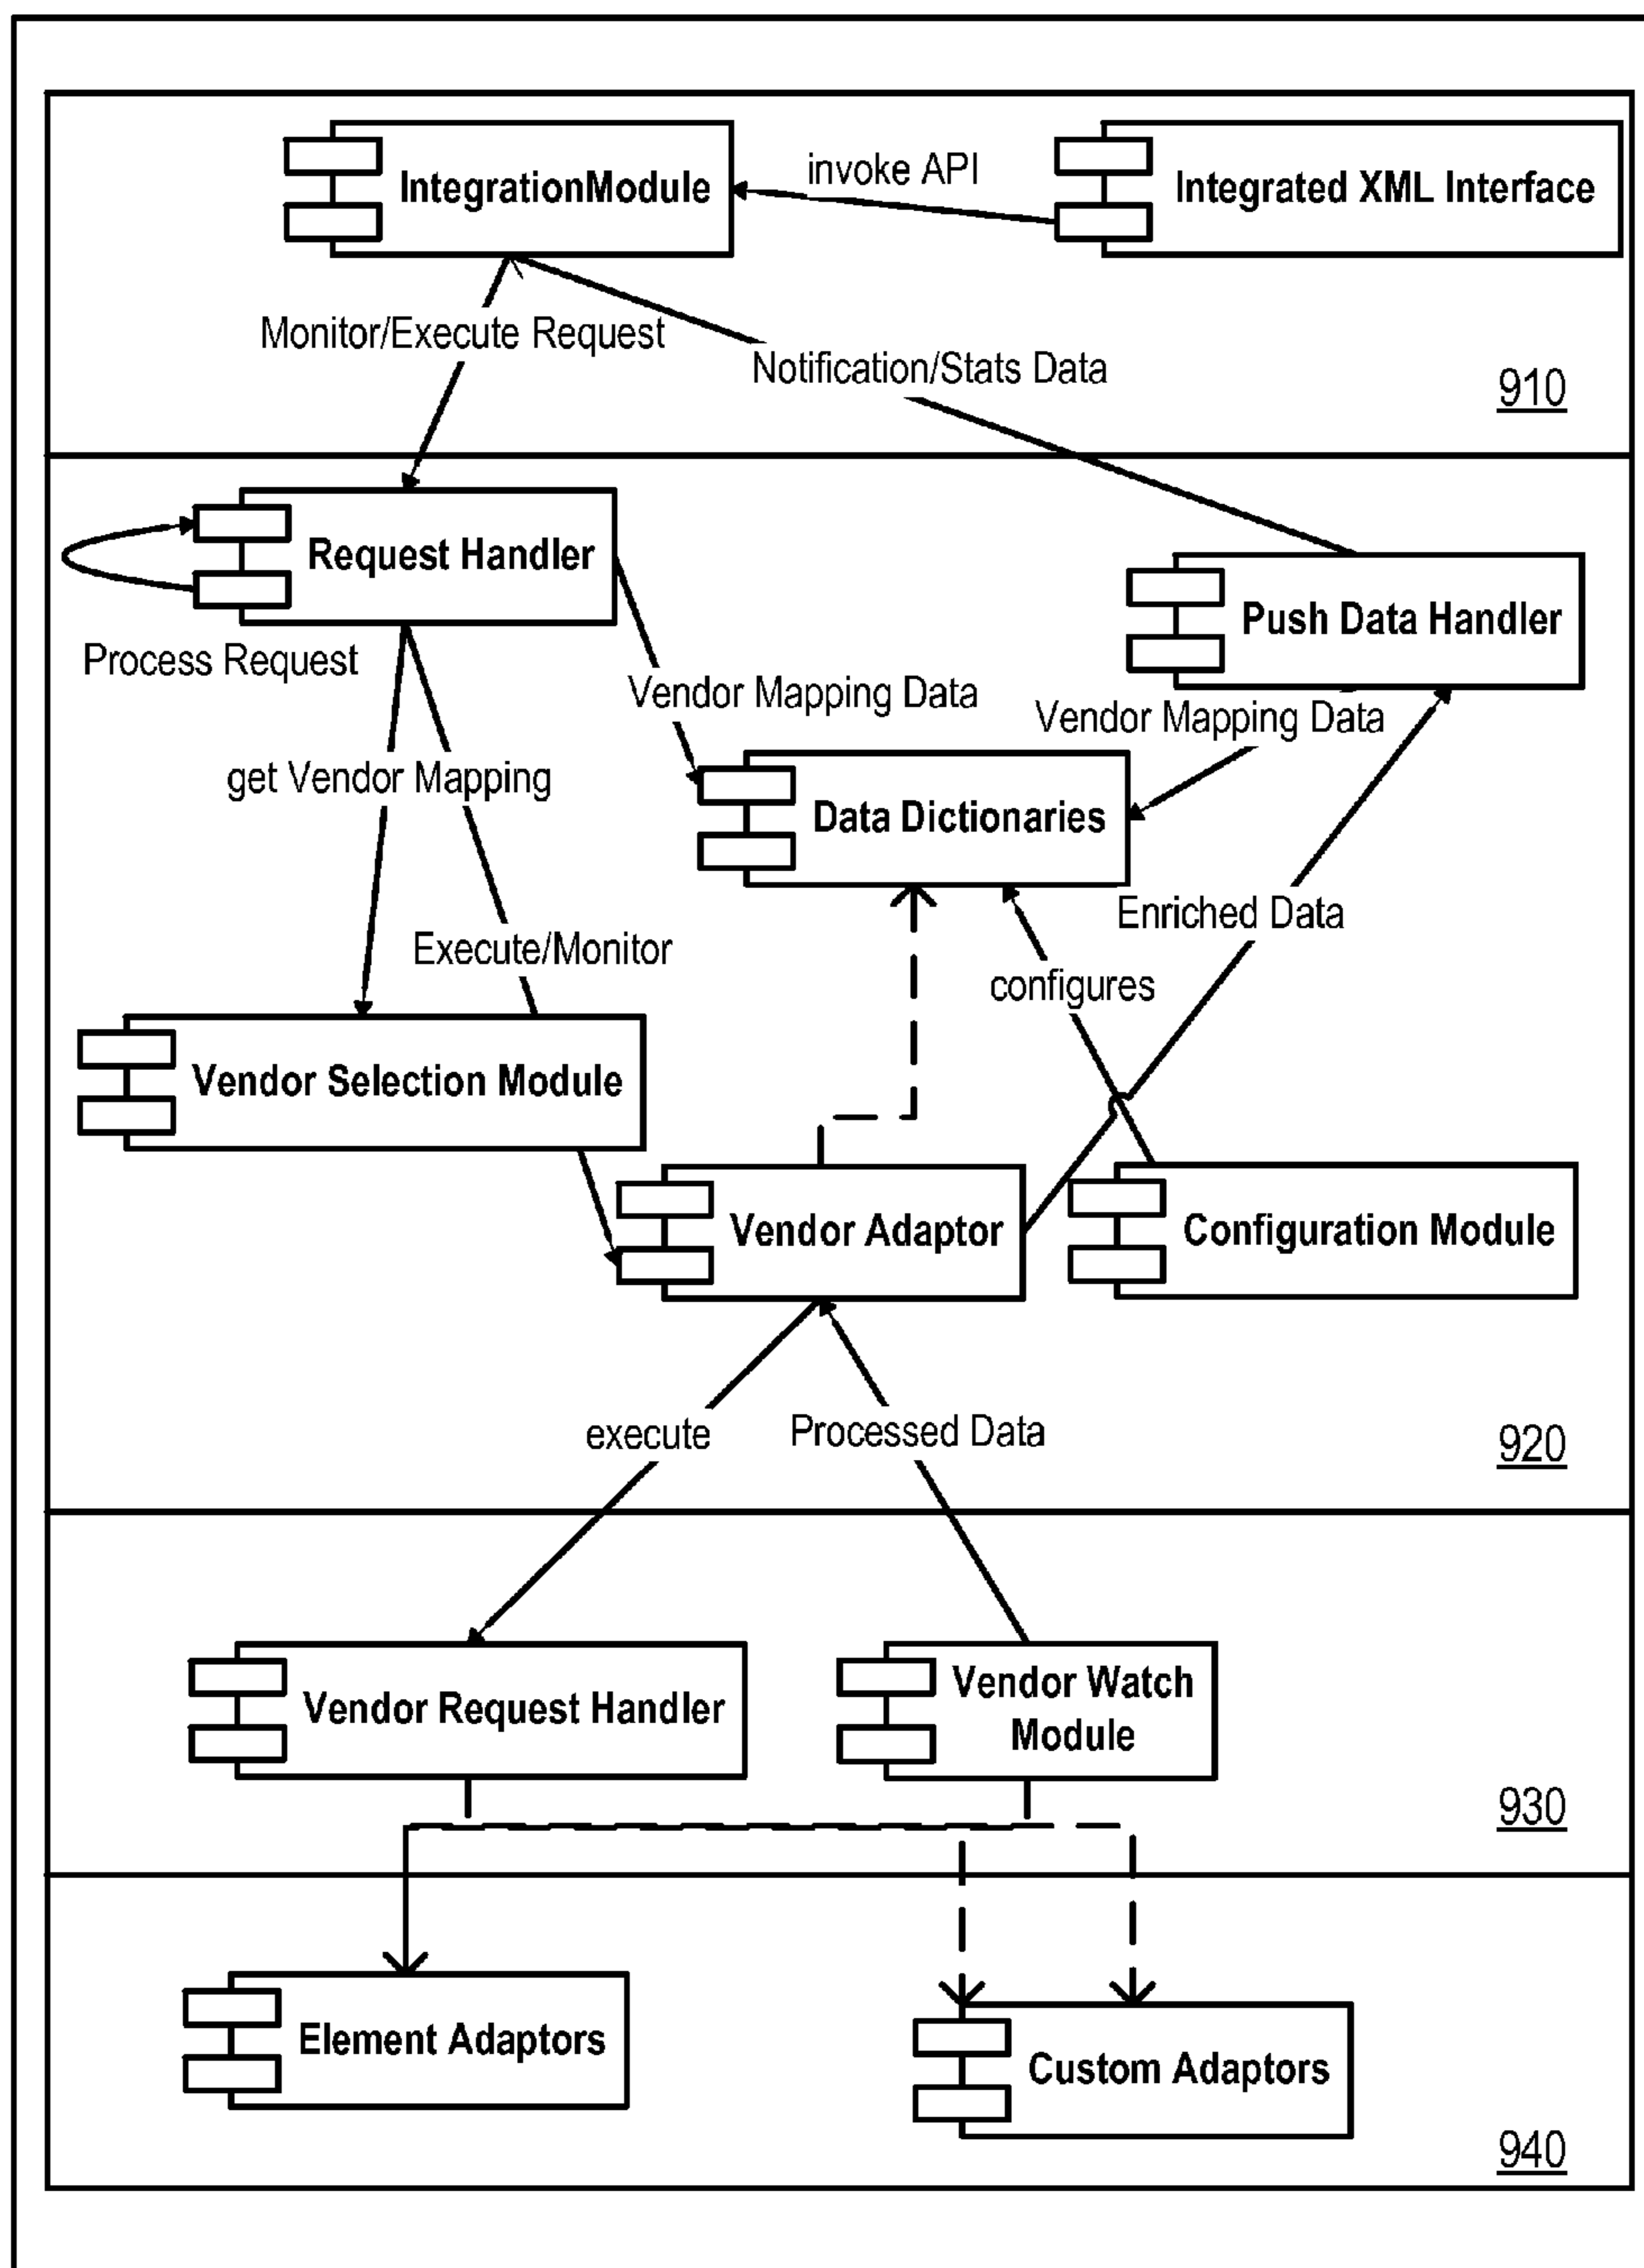 IntegrationModule
invoke API
Integrated XML Interface
Monitor/Execute Request
Notification/Stats Data
910
Request Handler
Process Request
Push Data Handler
Vendor Mapping Data
Vendor Mapping Data
get Vendor Mapping
Data Dictionaries
Enriched Data
Execute/Monitor
configures
Vendor Selection Module
Vendor Adaptor
Configuration Module
execute
Processed Data
920
Vendor Request Handler
Vendor Watch
Module
930
Element Adaptors
Custom Adaptors
940